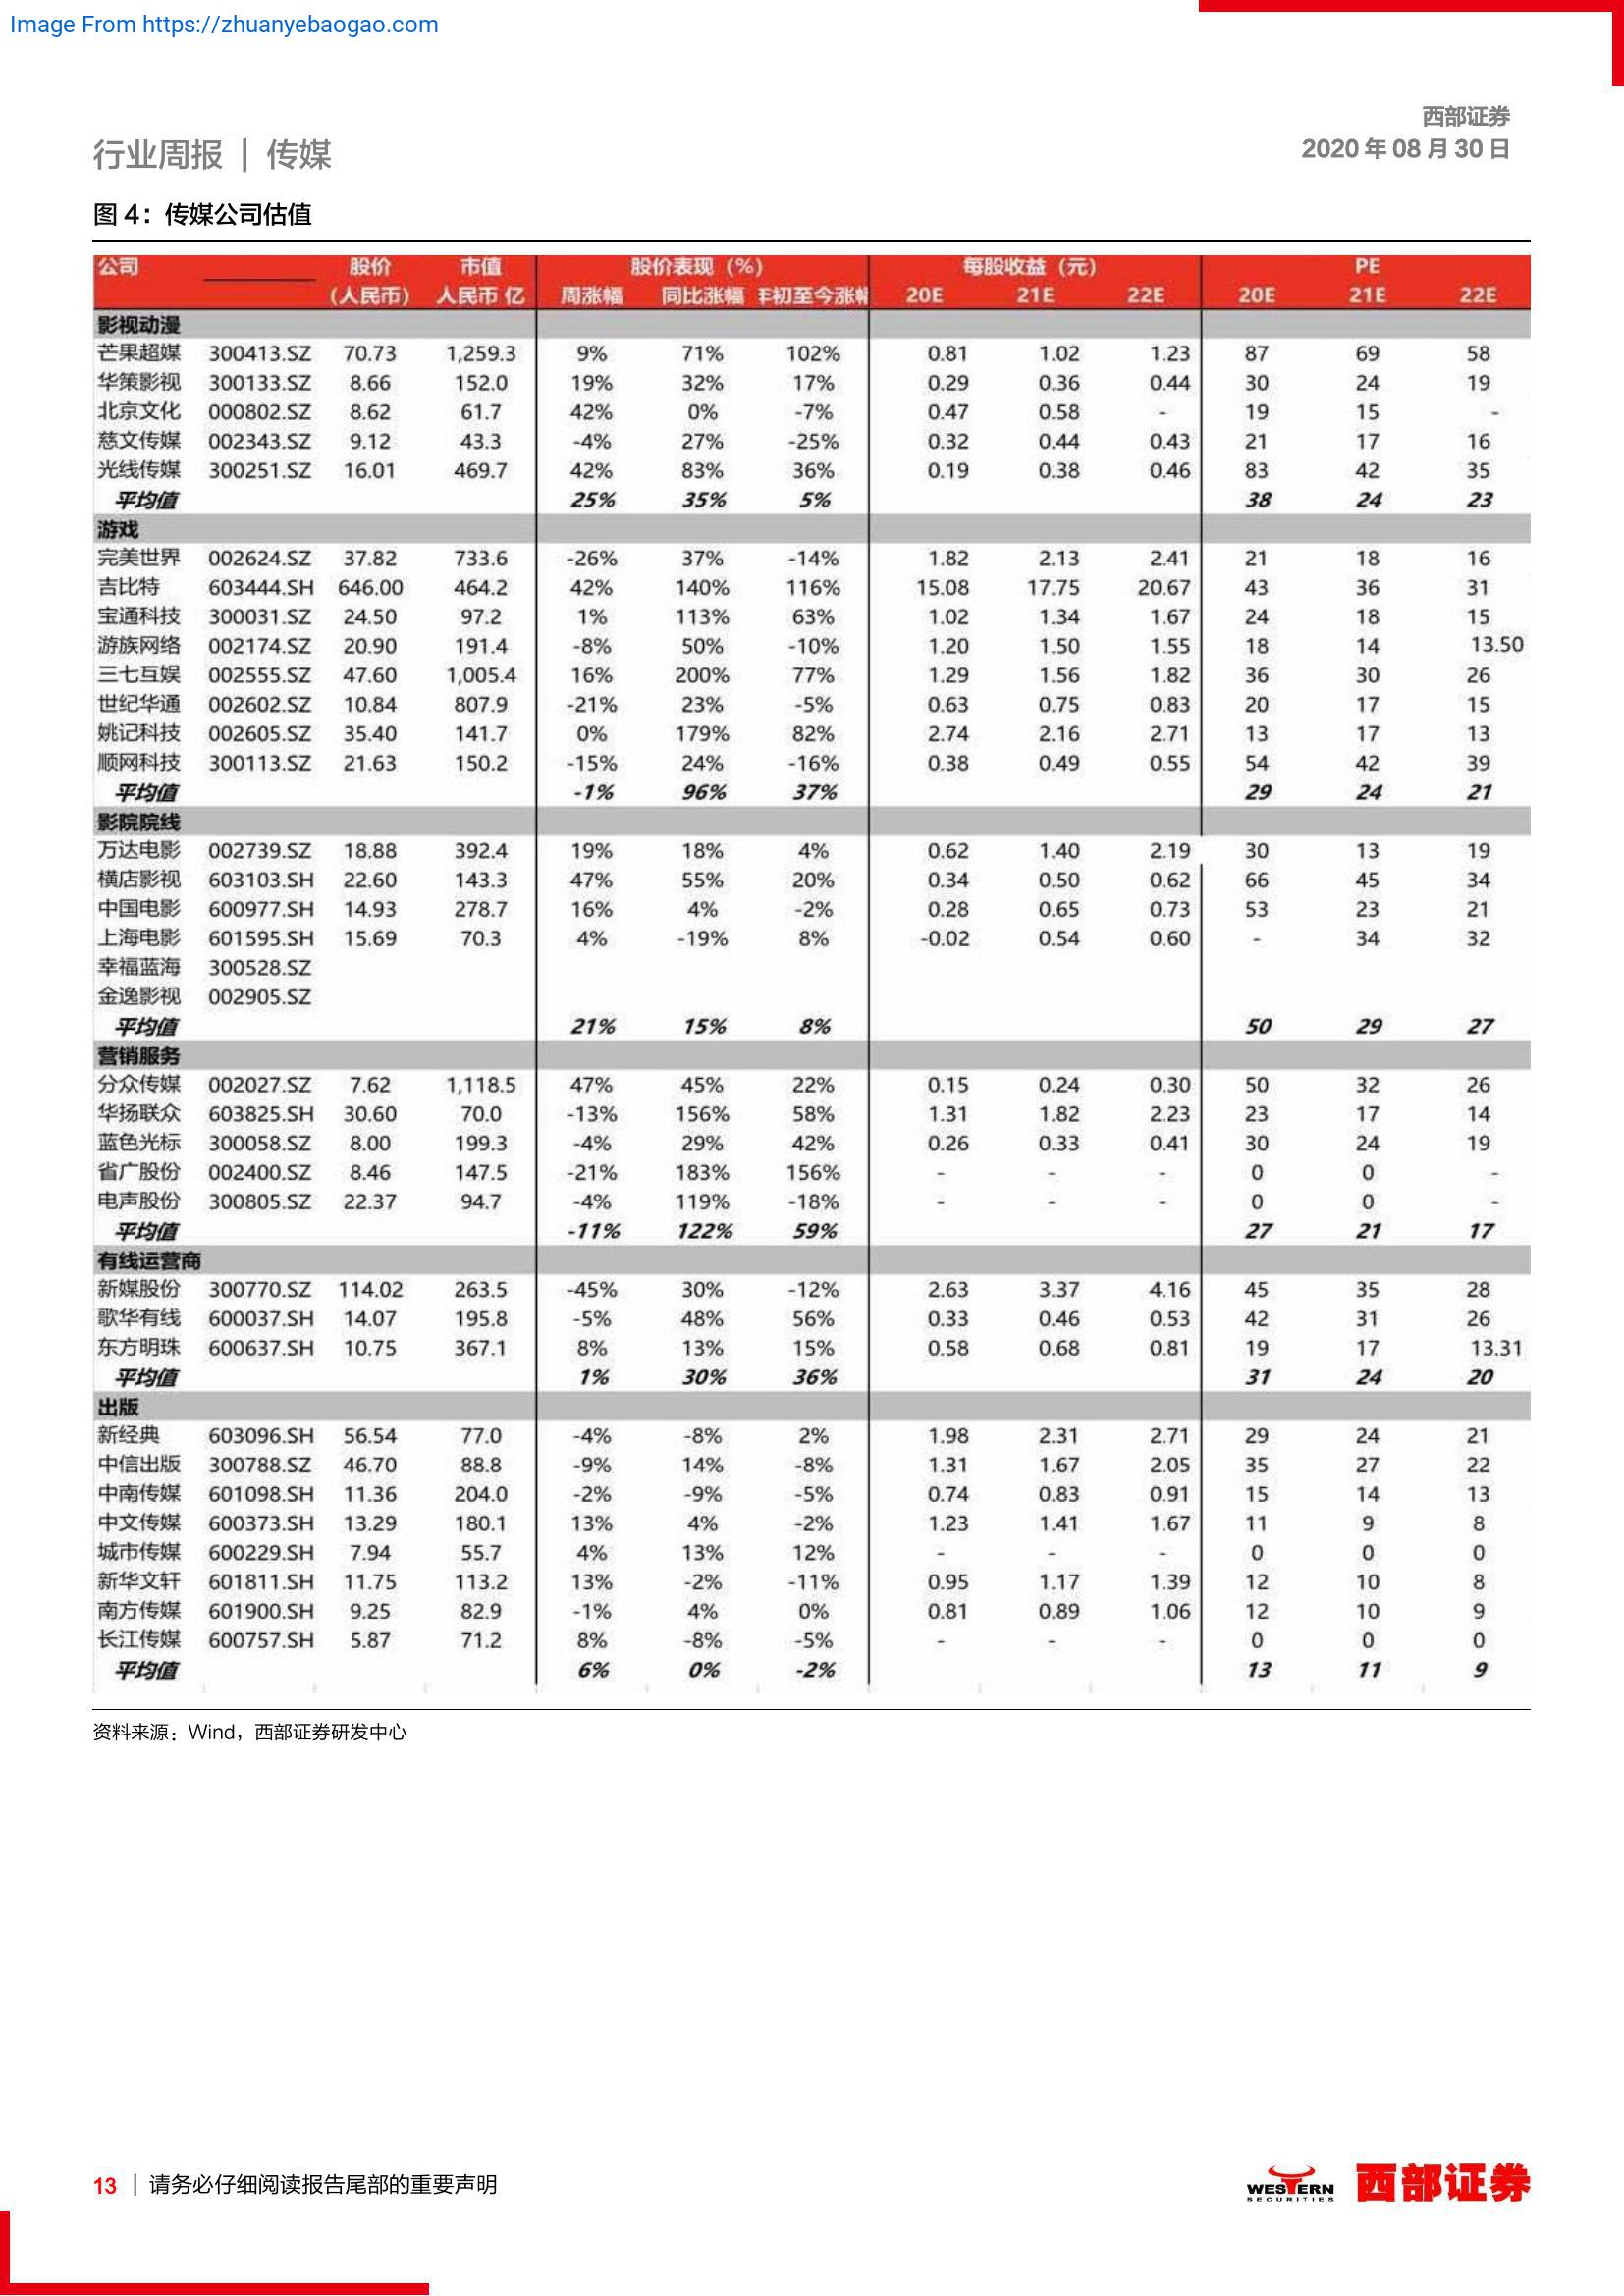 Image From https://zhuanyebaogao.com
西部证券
行业周报 | 传媒
2020 年 08 月 30 日
图 4：传媒公司估值
公司 股价 市值 股价表现（%） 每股收益（元） PE
（人民币） 人民币 亿 周涨幅 同比涨幅 初至今涨幅 20E 21E 22E 20E 21E 22E
影视动漫
芒果超媒 300413.SZ 70.73 1,259.3 9% 71% 102% 0.81 1.02 1.23 87 69 58
华策影视 300133.SZ 8.66 152.0 19% 32% 17% 0.29 0.36 0.44 30 24 19
北京文化 000802.SZ 8.62 61.7 42% 0% -7% 0.47 0.58 - 19 15 -
慈文传媒 002343.SZ 9.12 43.3 -4% 27% -25% 0.32 0.44 0.43 21 17 16
光线传媒 300251.SZ 16.01 469.7 42% 83% 36% 0.19 0.38 0.46 83 42 35
平均值 25% 35% 5% 38 24 23
游戏
完美世界 002624.SZ 37.82 733.6 -26% 37% -14% 1.82 2.13 2.41 21 18 16
吉比特 603444.SH 646.00 464.2 42% 140% 116% 15.08 17.75 20.67 43 36 31
宝通科技 300031.SZ 24.50 97.2 1% 113% 63% 1.02 1.34 1.67 24 18 15
游族网络 002174.SZ 20.90 191.4 -8% 50% -10% 1.20 1.50 1.55 18 14 13.50
三七互娱 002555.SZ 47.60 1,005.4 16% 200% 77% 1.29 1.56 1.82 36 30 26
世纪华通 002602.SZ 10.84 807.9 -21% 23% -5% 0.63 0.75 0.83 20 17 15
姚记科技 002605.SZ 35.40 141.7 0% 179% 82% 2.74 2.16 2.71 13 17 13
顺网科技 300113.SZ 21.63 150.2 -15% 24% -16% 0.38 0.49 0.55 54 42 39
平均值 -1% 96% 37% 29 24 21
影院院线
万达电影 002739.SZ 18.88 392.4 19% 18% 4% 0.62 1.40 2.19 30 13 19
横店影视 603103.SH 22.60 143.3 47% 55% 20% 0.34 0.50 0.62 66 45 34
中国电影 600977.SH 14.93 278.7 16% 4% -2% 0.28 0.65 0.73 53 23 21
上海电影 601595.SH 15.69 70.3 4% -19% 8% -0.02 0.54 0.60 - 34 32
幸福蓝海 300528.SZ
金逸影视 002905.SZ
平均值 21% 15% 8% 50 29 27
营销服务
分众传媒 002027.SZ 7.62 1,118.5 47% 45% 22% 0.15 0.24 0.30 50 32 26
华扬联众 603825.SH 30.60 70.0 -13% 156% 58% 1.31 1.82 2.23 23 17 14
蓝色光标 300058.SZ 8.00 199.3 -4% 29% 42% 0.26 0.33 0.41 30 24 19
省广股份 002400.SZ 8.46 147.5 -21% 183% 156% - - - 0 0 -
电声股份 300805.SZ 22.37 94.7 -4% 119% -18% - - - 0 0 -
平均值 -11% 122% 59% 27 21 17
有线运营商
新媒股份 300770.SZ 114.02 263.5 -45% 30% -12% 2.63 3.37 4.16 45 35 28
歌华有线 600037.SH 14.07 195.8 -5% 48% 56% 0.33 0.46 0.53 42 31 26
东方明珠 600637.SH 10.75 367.1 8% 13% 15% 0.58 0.68 0.81 19 17 13.31
平均值 1% 30% 36% 31 24 20
出版
新经典 603096.SH 56.54 77.0 -4% -8% 2% 1.98 2.31 2.71 29 24 21
中信出版 300788.SZ 46.70 88.8 -9% 14% -8% 1.31 1.67 2.05 35 27 22
中南传媒 601098.SH 11.36 204.0 -2% -9% -5% 0.74 0.83 0.91 15 14 13
中文传媒 600373.SH 13.29 180.1 13% 4% -2% 1.23 1.41 1.67 11 9 8
城市传媒 600229.SH 7.94 55.7 4% 13% 12% - - - 0 0 0
新华文轩 601811.SH 11.75 113.2 13% -2% -11% 0.95 1.17 1.39 12 10 8
南方传媒 601900.SH 9.25 82.9 -1% 4% 0% 0.81 0.89 1.06 12 10 9
长江传媒 600757.SH 5.87 71.2 8% -8% -5% - - - 0 0 0
平均值 6% 0% -2% 13 11 9
资料来源：Wind，西部证券研发中心
13 | 请务必仔细阅读报告尾部的重要声明
WESTERN
SECURITIES
西部证券